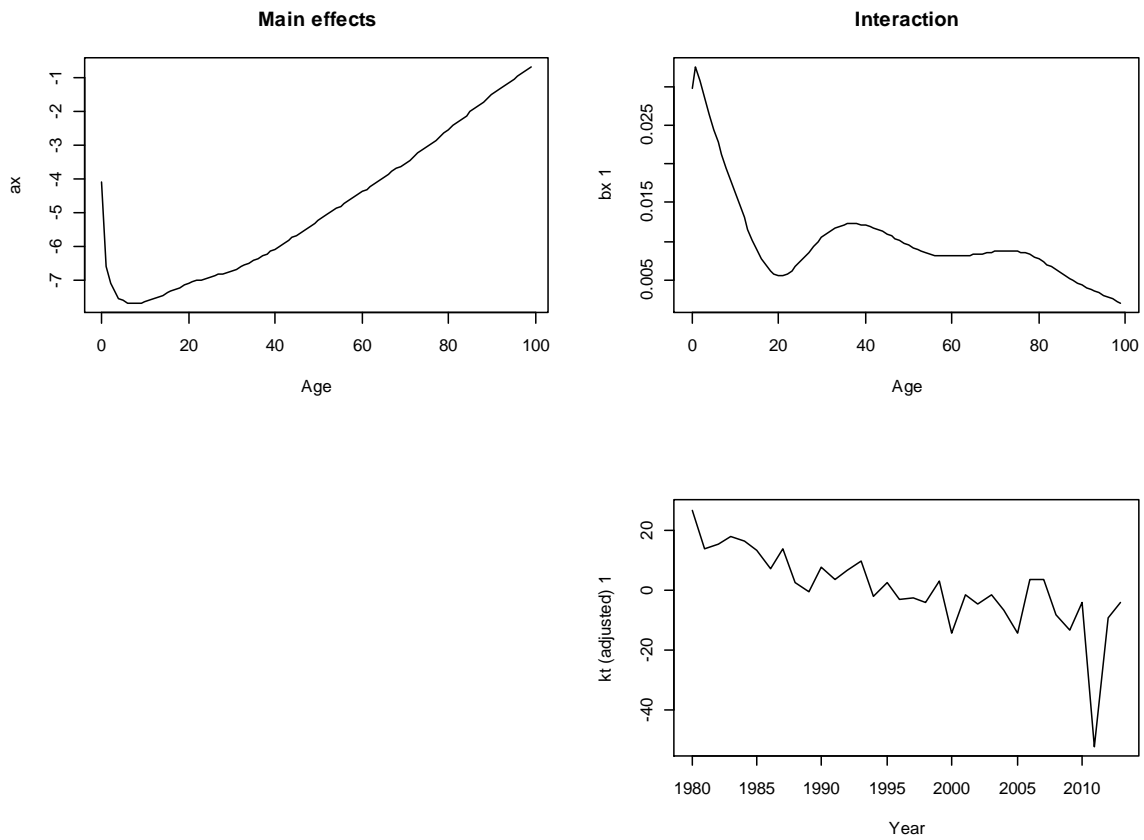 Main effects
-1
-2
-3
-4
-5
-6
-7
ax
0 20 40 60 80 100
Age
Interaction
0.025
0.015
0.005
bx 1
0 20 40 60 80 100
Age
20
0
-20
-40
kt (adjusted) 1
1980 1985 1990 1995 2000 2005 2010
Year